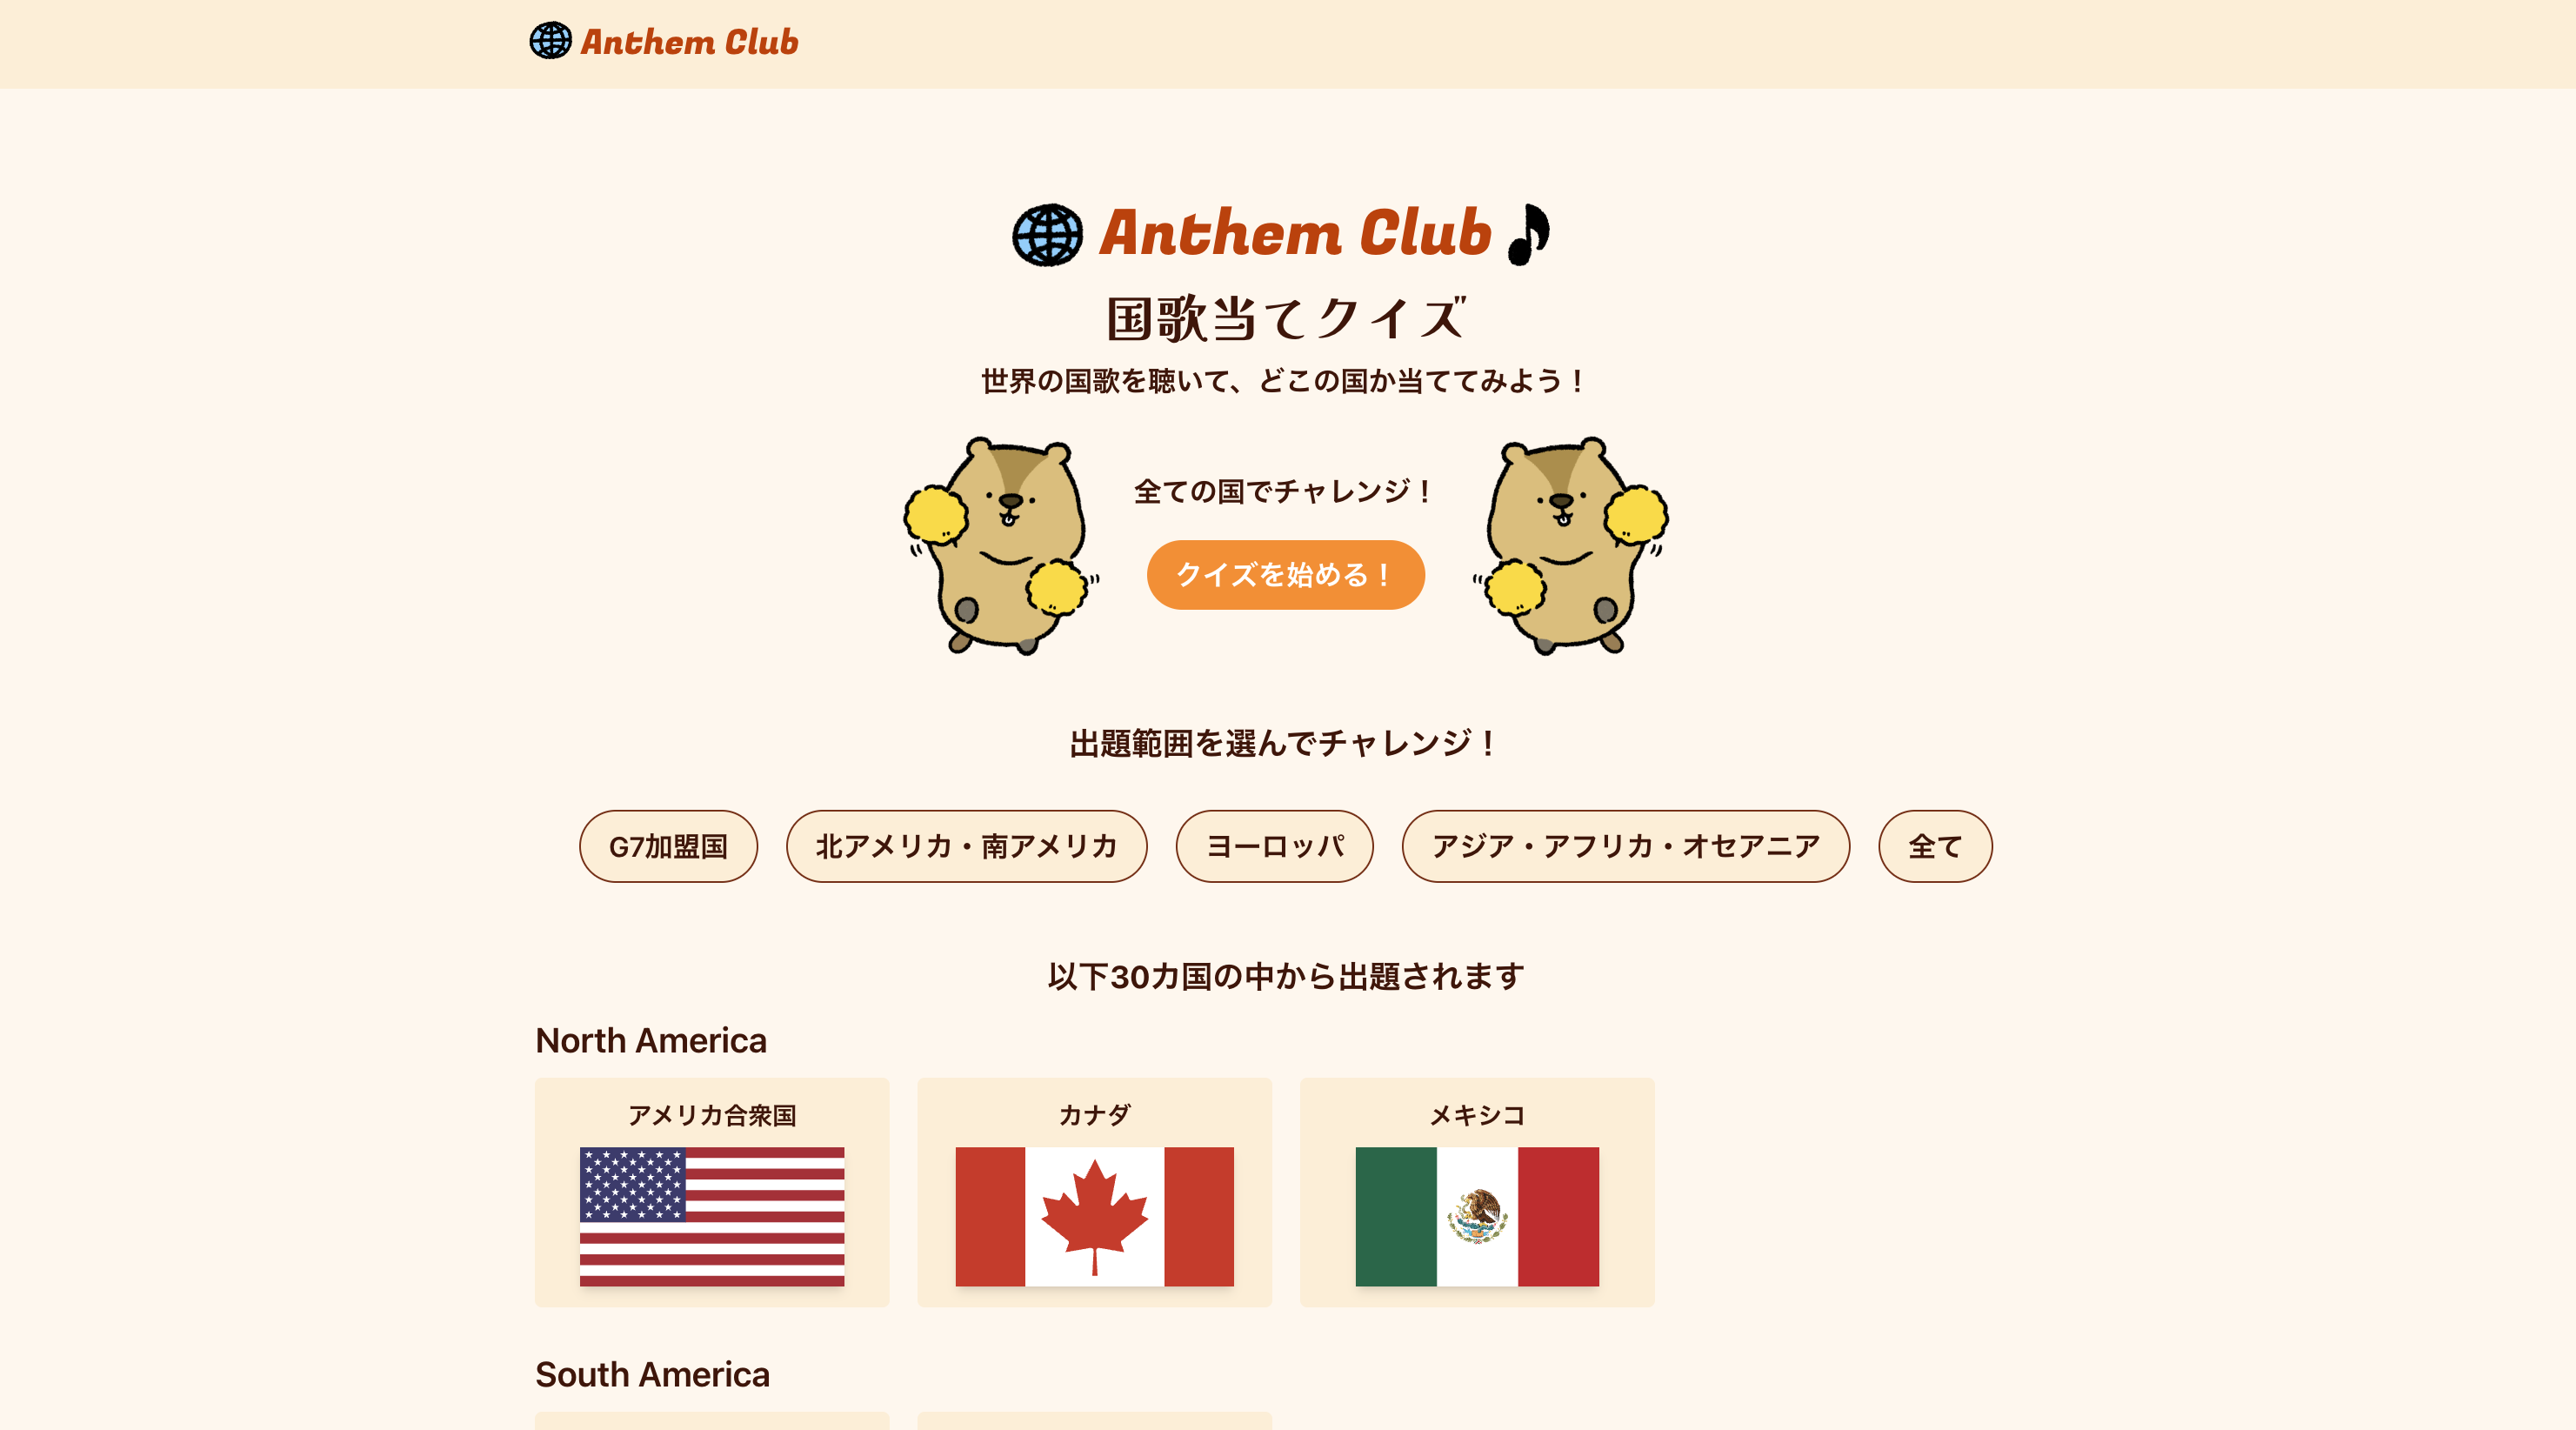 Anthem Club
Anthem Club
国歌当てクイズ
世界の国歌を聴いて、どこの国か当ててみよう！
全ての国でチャレンジ！
クイズを始める！
出題範囲を選んでチャレンジ！
G7加盟国 北アメリカ・南アメリカ ヨーロッパ アジア・アフリカ・オセアニア 全て
以下30カ国の中から出題されます
North America
アメリカ合衆国 カナダ メキシコ
South America